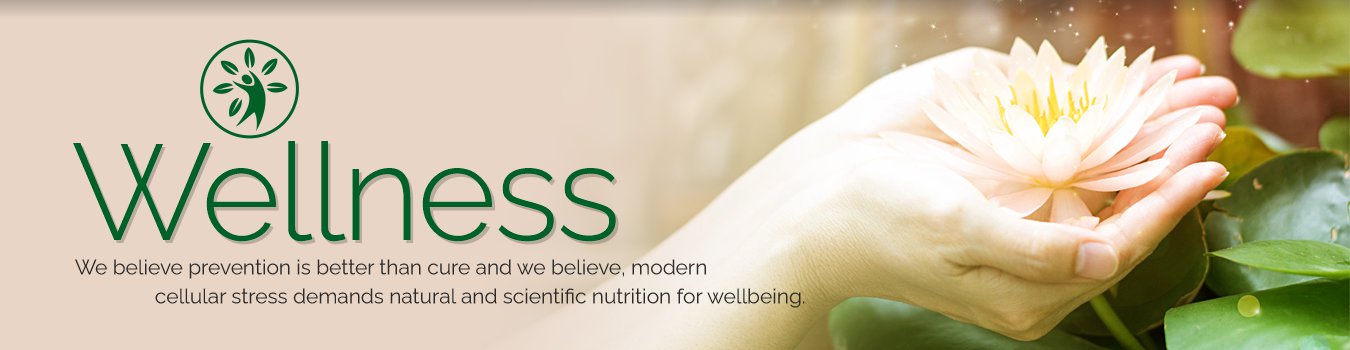 Wellness
We believe prevention is better than cure and we believe, modern
cellular stress demands natural and scientific nutrition for wellbeing.